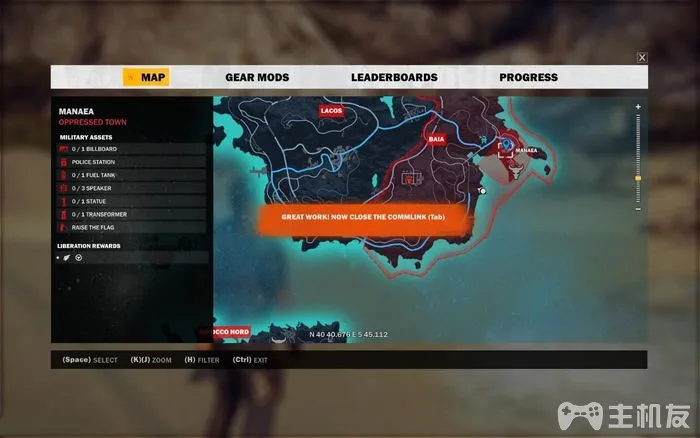 X
MAP
GEAR MODS
LEADERBOARDS
PROGRESS
MANAEA
OPPRESSED TOWN
MILITARY ASSETS
0 / 1 BILLBOARD
POLICE STATION
0 / 1 FUEL TANK
0 / 3 SPEAKER
0 / 1 STATUE
0 / 1 TRANSFORMER
RAISE THE FLAG
LIBERATION REWARDS
LACOS
BAIA
MANAEA
GREAT WORK! NOW CLOSE THE COMMLINK (Tab)
OCCO NORD
N 40 40.676 E 5 45.112
(Space) SELECT (K)(J) ZOOM (H) FILTER (Ctrl) EXIT
主机友